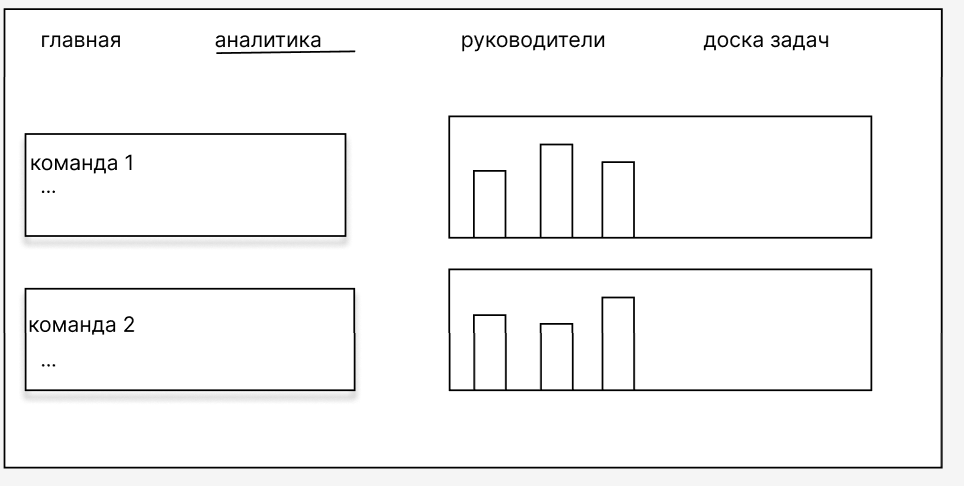 главная аналитика руководители доска задач
команда 1
...
команда 2
...